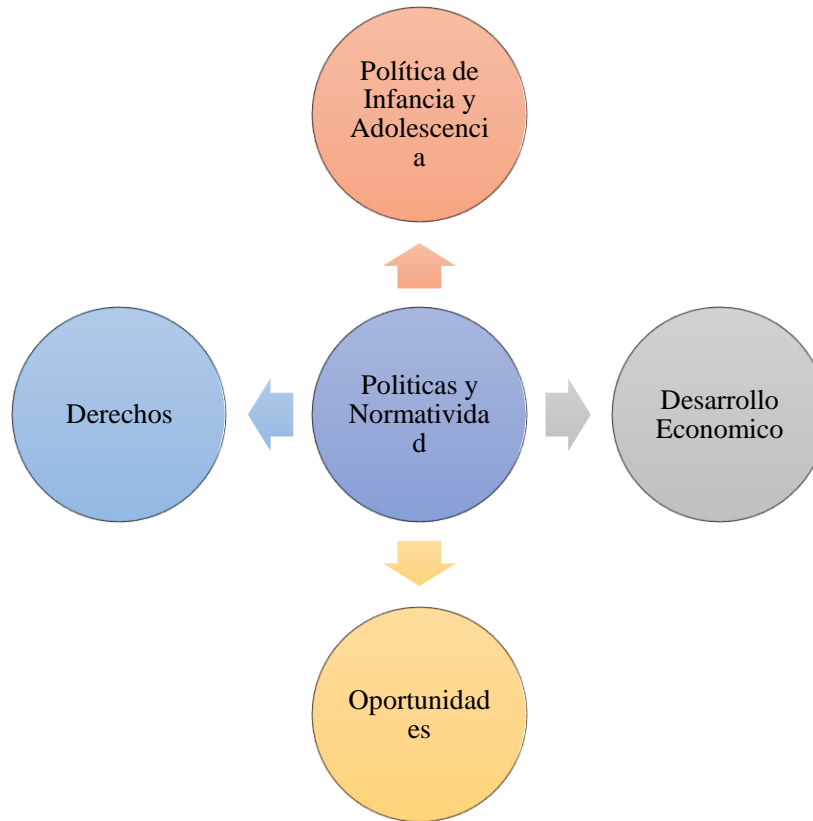 Política de
Infancia y
Adolescenci
a
Derechos
Politicas y
Normativida
d
Desarrollo
Economico
Oportunidad
es